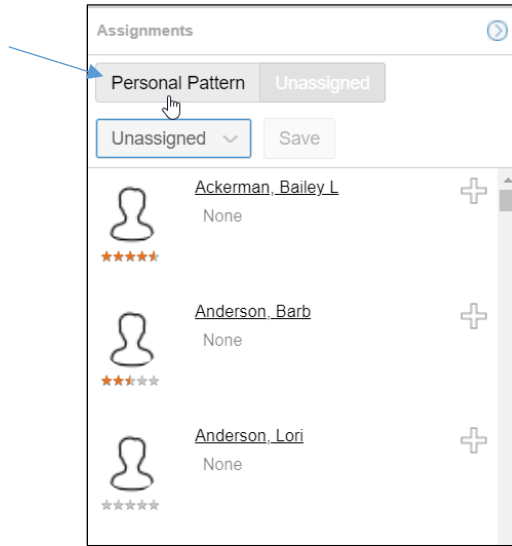 Assignments
Personal Pattern Unassigned
Unassigned Save
Ackerman, Bailey L
None
Anderson, Barb
None
Anderson, Lori
None